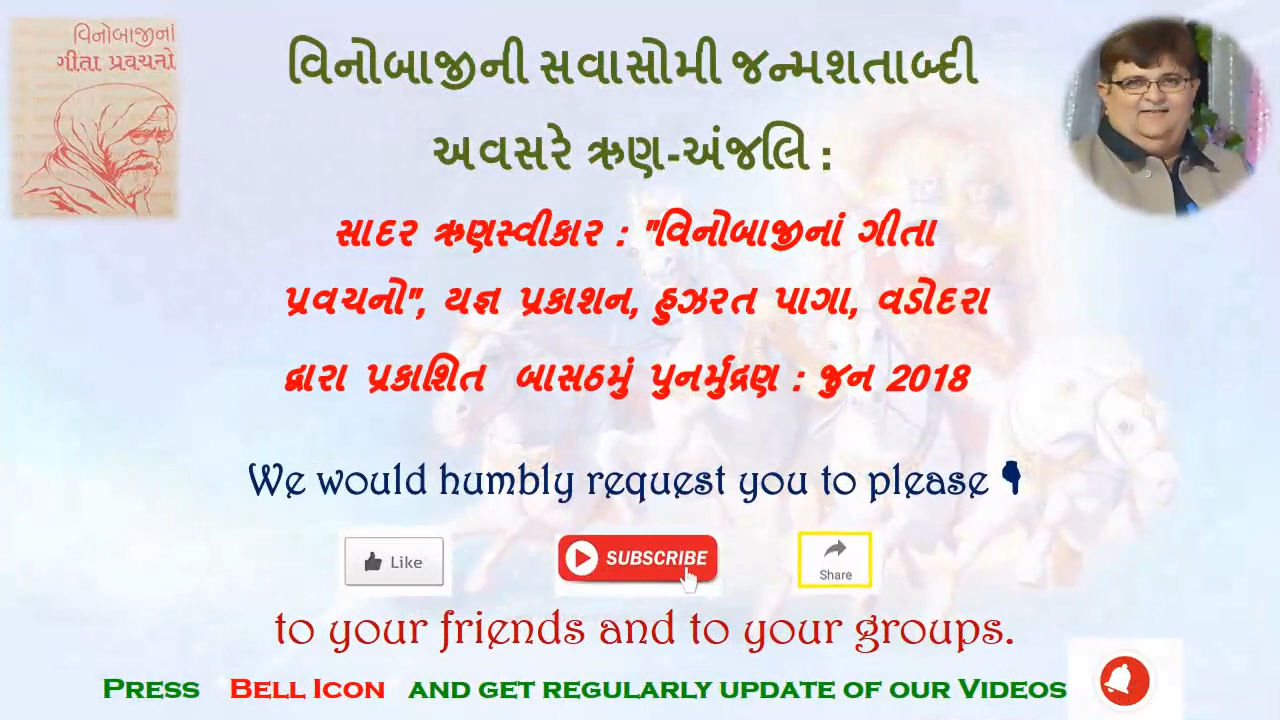 વિનોબાજીનાં
ગીતા પ્રવચનો
વિનોબાજીની સવાસોમી જન્મશતાબ્દી
અવસરે ઋણ-અંજલિ :
સાદર ઋણસ્વીકાર : "વિનોબાજીનાં ગીતા
પ્રવચનો", યજ્ઞ પ્રકાશન, હુઝરત પાગા, વડોદરા
દ્વારા પ્રકાશિત બાસઠમું પુનર્મુદ્રણ : જુન 2018
We would humbly request you to please
Like
SUBSCRIBE
Share
to your friends and to your groups.
PRESS BELL ICON AND GET REGULARLY UPDATE OF OUR VIDEOS